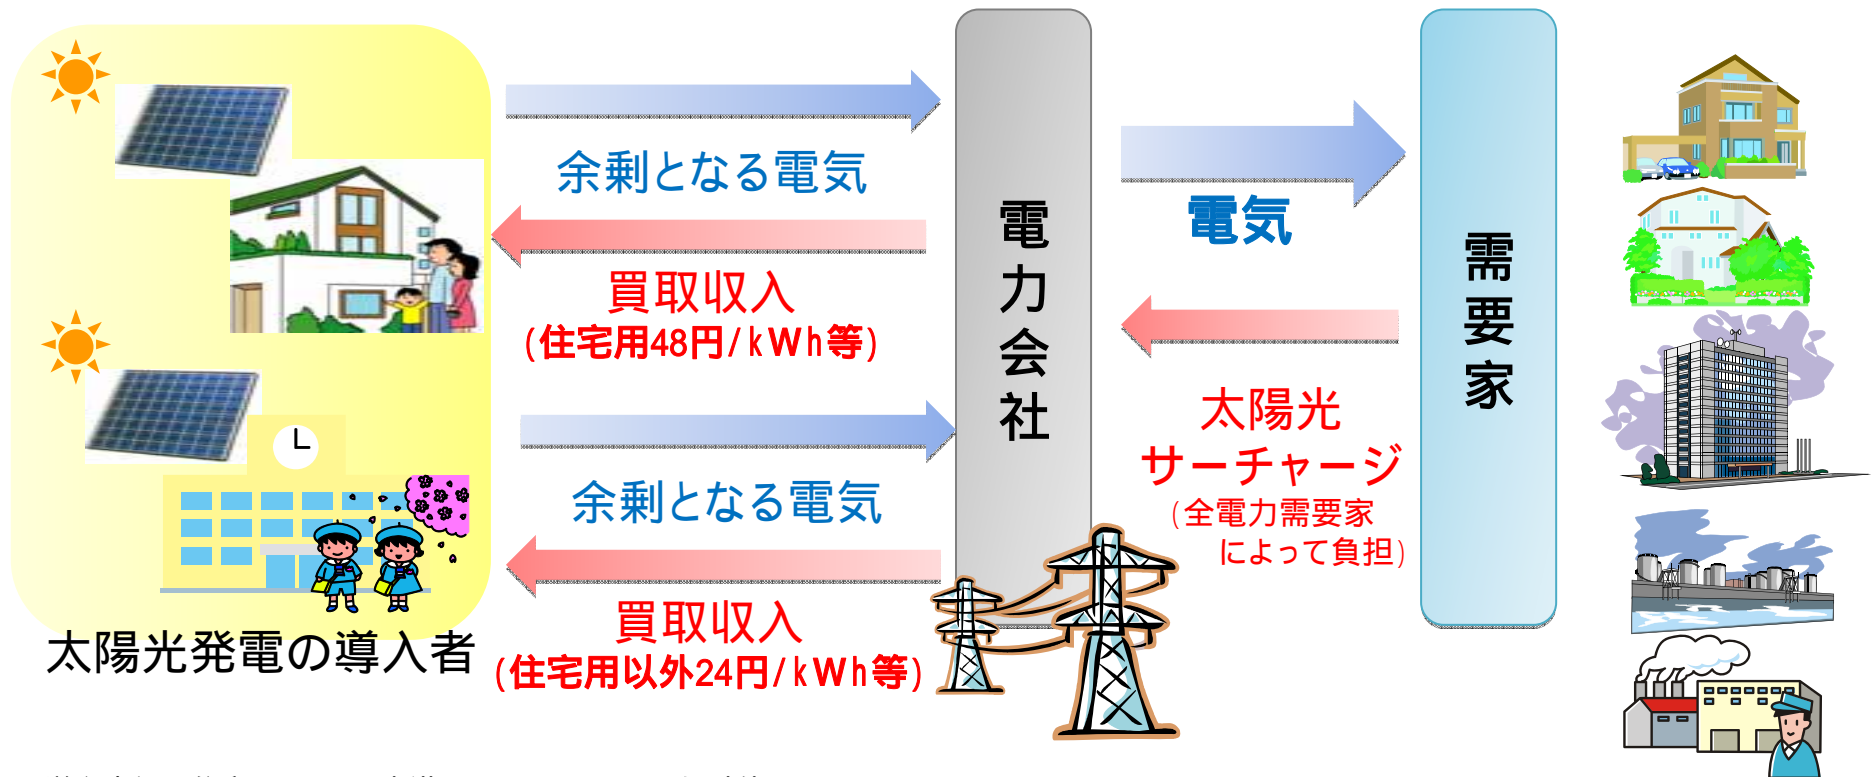 余剰となる電気
買取収入
(住宅用48円/kWh等)
余剰となる電気
買取収入
(住宅用以外24円/kWh等)
太陽光発電の導入者
電力会社
電気
太陽光
サーチャージ
(全電力需要家
によって負担)
需要家